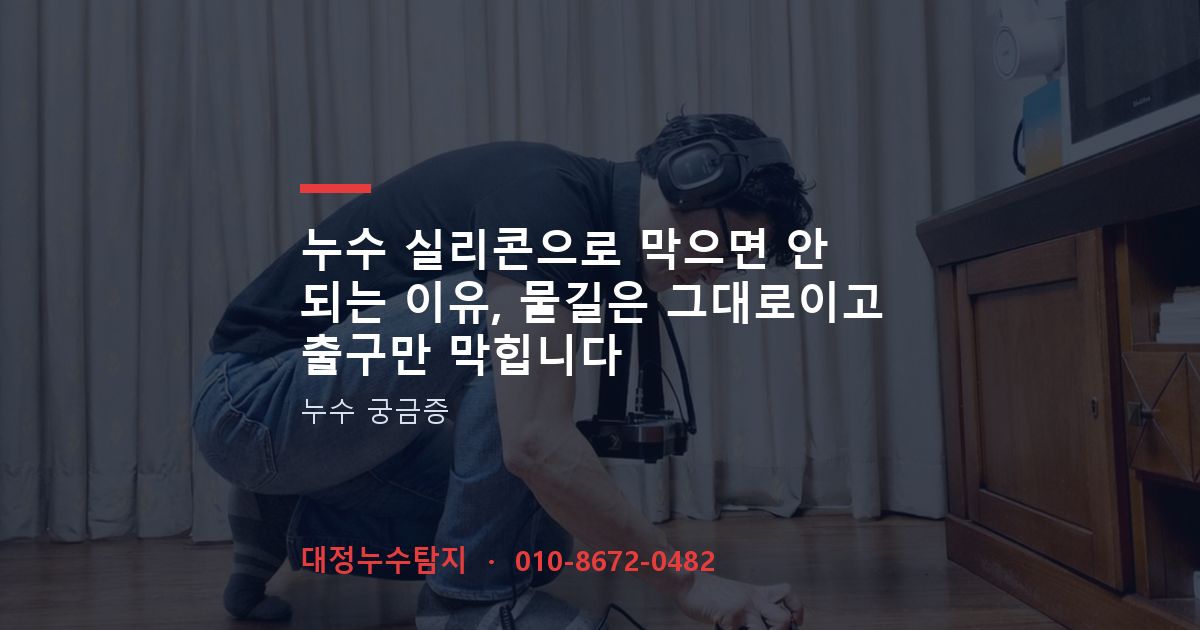 누수 실리콘으로 막으면 안
되는 이유, 물길은 그대로이고
출구만 막힙니다
누수 궁금증
대정누수탐지 · 010-8672-0482